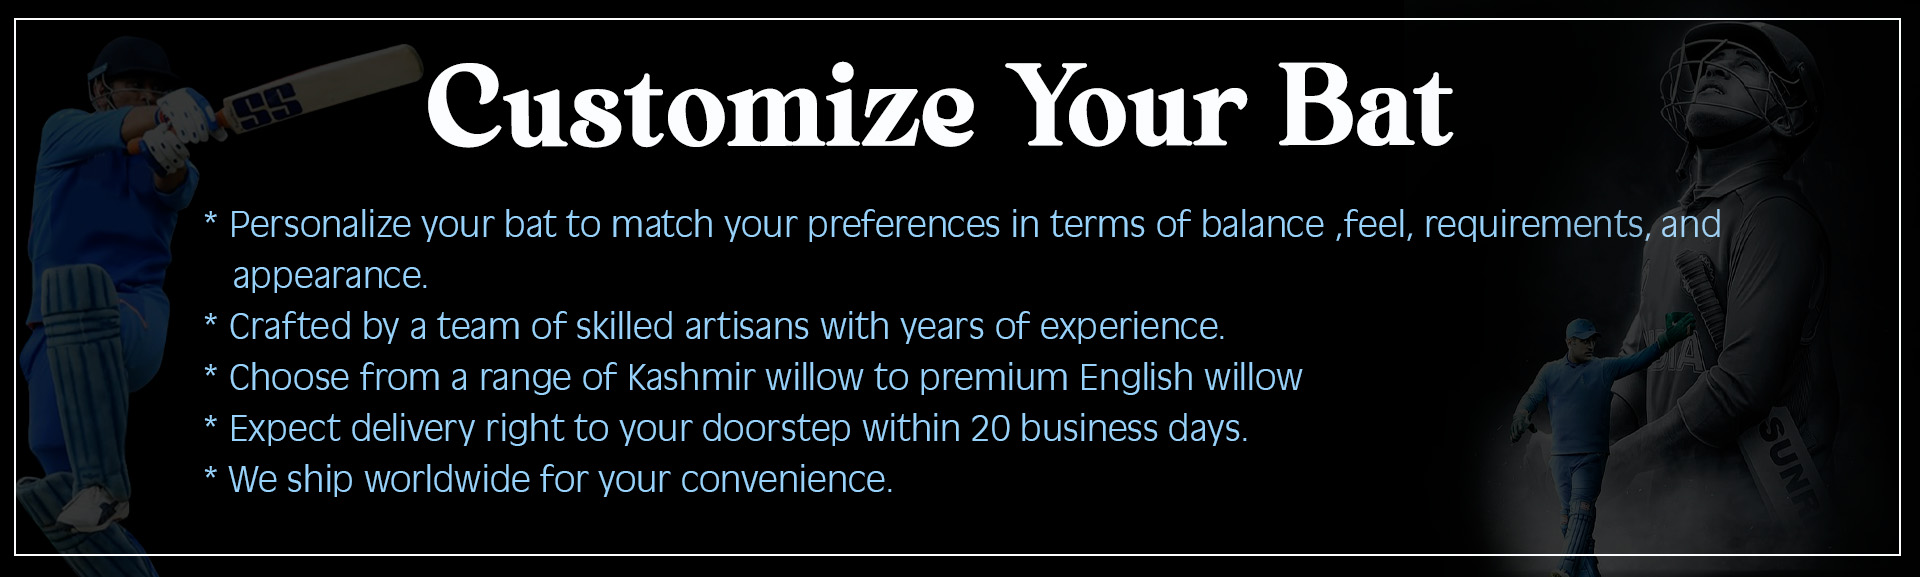 Customize Your Bat
SS
* Personalize your bat to match your preferences in terms of balance ,feel, requirements, and
appearance.
* Crafted by a team of skilled artisans with years of experience.
* Choose from a range of Kashmir willow to premium English willow
* Expect delivery right to your doorstep within 20 business days.
* We ship worldwide for your convenience.